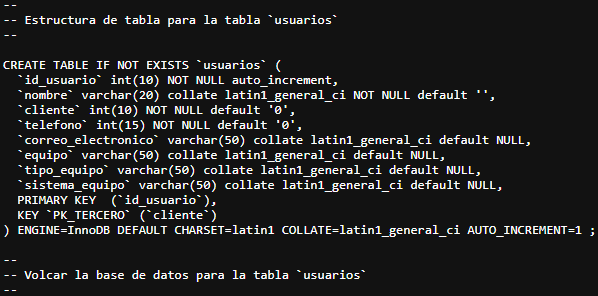 --
-- Estructura de tabla para la tabla `usuarios`
--
CREATE TABLE IF NOT EXISTS `usuarios` (
`id_usuario` int(10) NOT NULL auto_increment,
`nombre` varchar(20) collate latin1_general_ci NOT NULL default '',
`cliente` int(10) NOT NULL default '0',
`telefono` int(15) NOT NULL default '0',
`correo_electronico` varchar(50) collate latin1_general_ci default NULL,
`equipo` varchar(50) collate latin1_general_ci default NULL,
`tipo_equipo` varchar(50) collate latin1_general_ci default NULL,
`sistema_equipo` varchar(50) collate latin1_general_ci default NULL,
PRIMARY KEY  (`id_usuario`),
KEY `PK_TERCERO` (`cliente`)
) ENGINE=InnoDB DEFAULT CHARSET=latin1 COLLATE=latin1_general_ci AUTO_INCREMENT=1 ;
--
-- Volcar la base de datos para la tabla `usuarios`
--